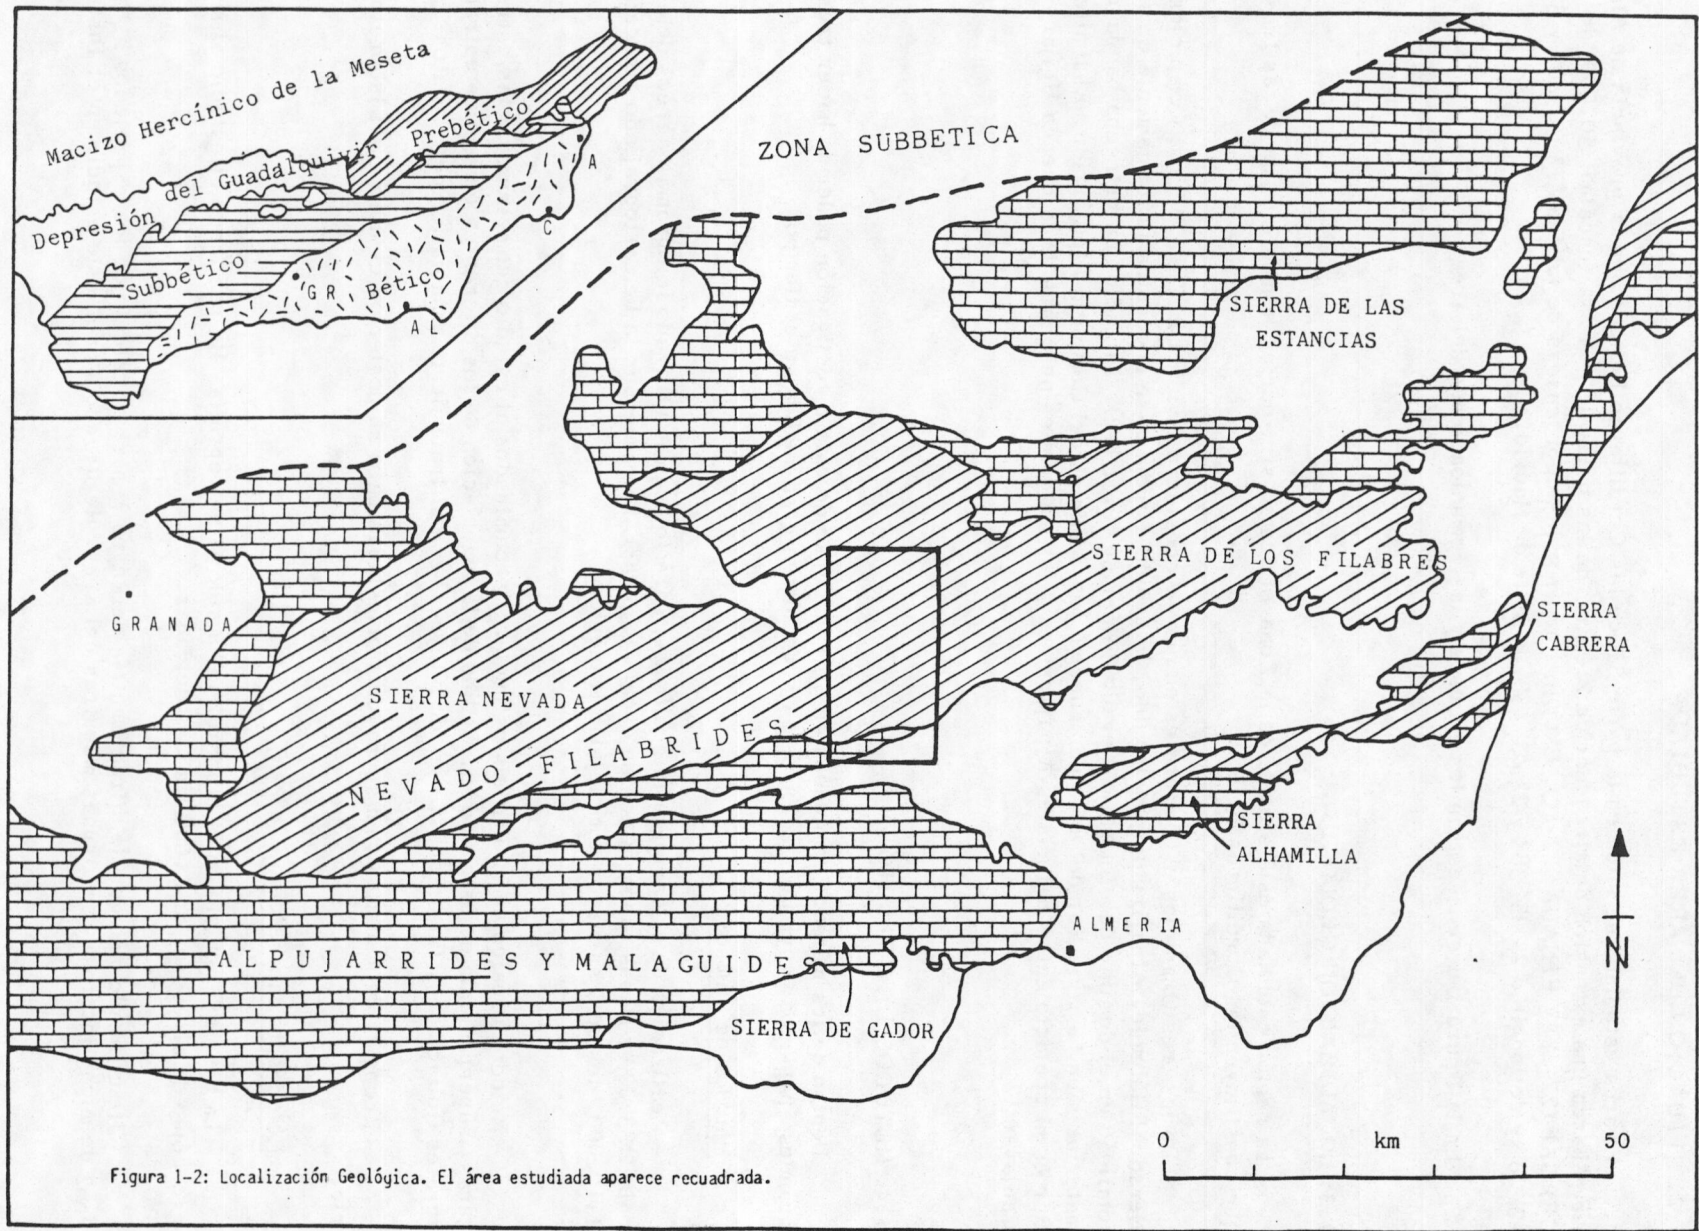 Macizo Hercínico de la Meseta
Prebético
Depresión del Guadalquivir
A
C
Subbético
GR
Bético
AL
ZONA SUBBETICA
SIERRA DE LAS
ESTANCIAS
SIERRA DE LOS FILABRES
GRANADA
SIERRA
CABRERA
SIERRA NEVADA
NEVADO FILABRIDES
SIERRA
ALHAMILLA
ALMERIA
ALPUJARRIDES Y MALAGUIDES
SIERRA DE GADOR
N
0 km 50
Figura 1-2: Localización Geológica. El área estudiada aparece recuadrada.